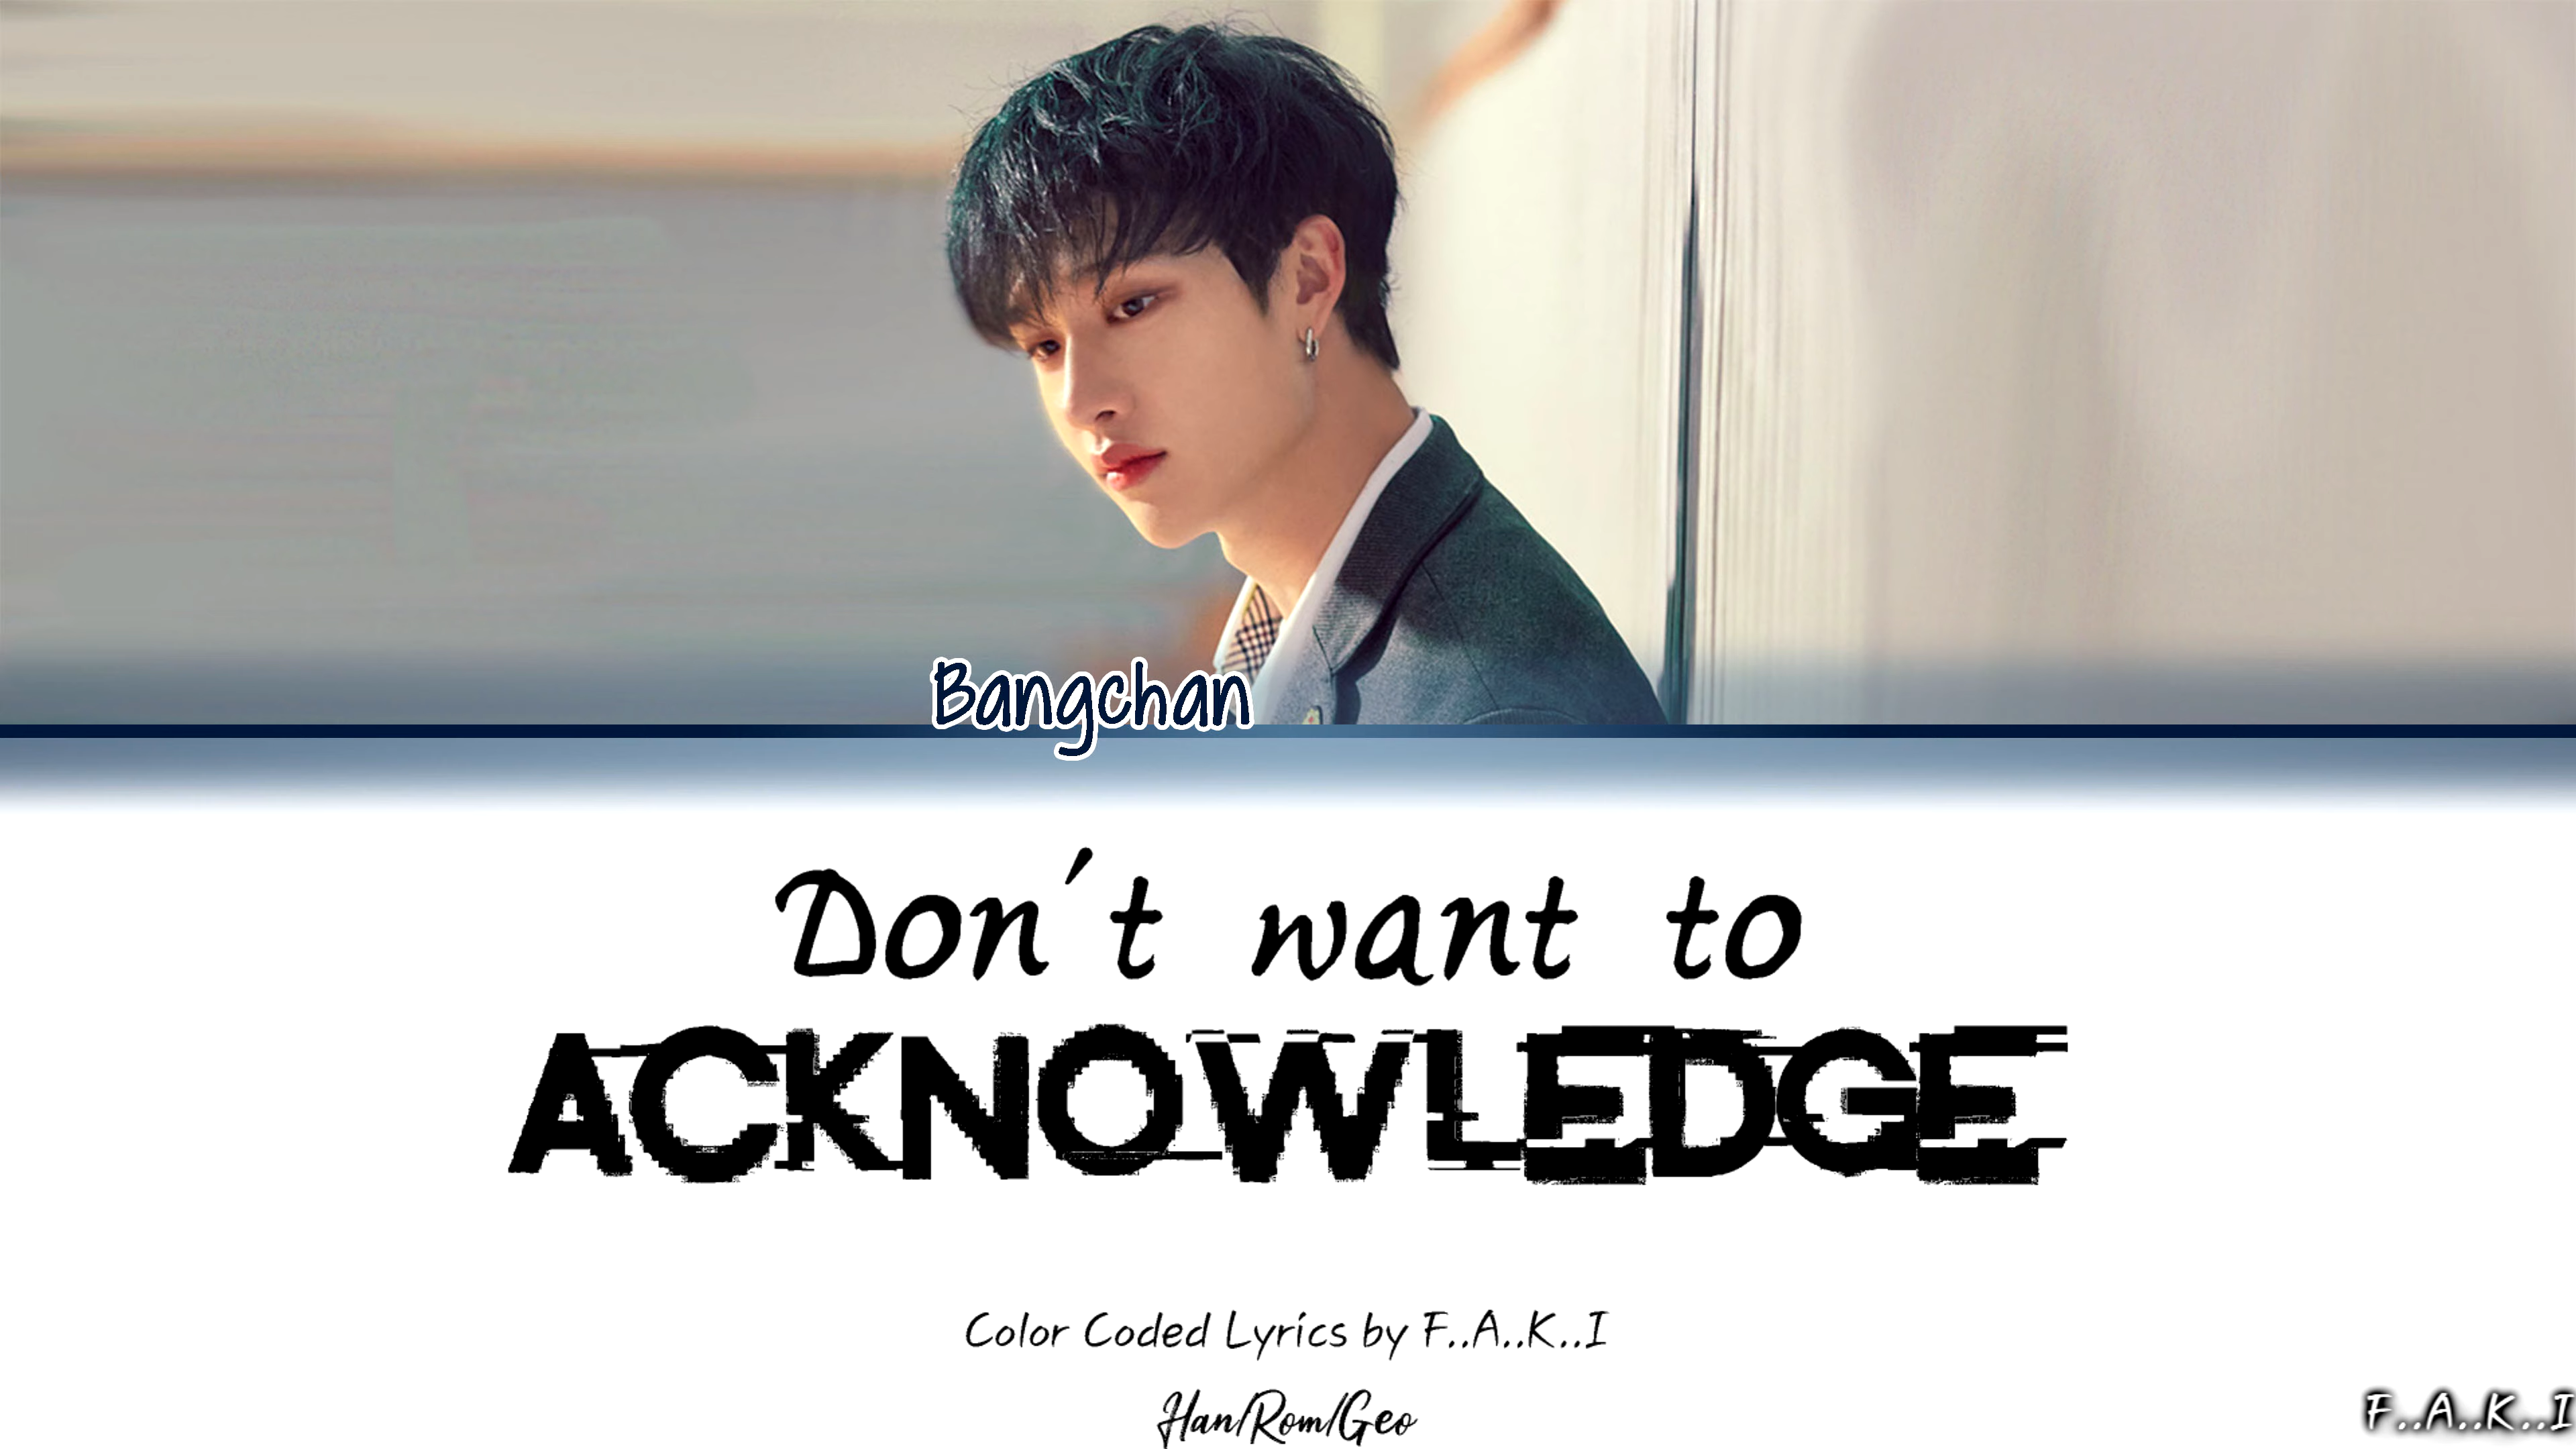 Bangchan
Don't want to
ACKNOWLEDGE
Color Coded Lyrics by F..A..K..I
Han/Rom/Geo
F..A..K..I